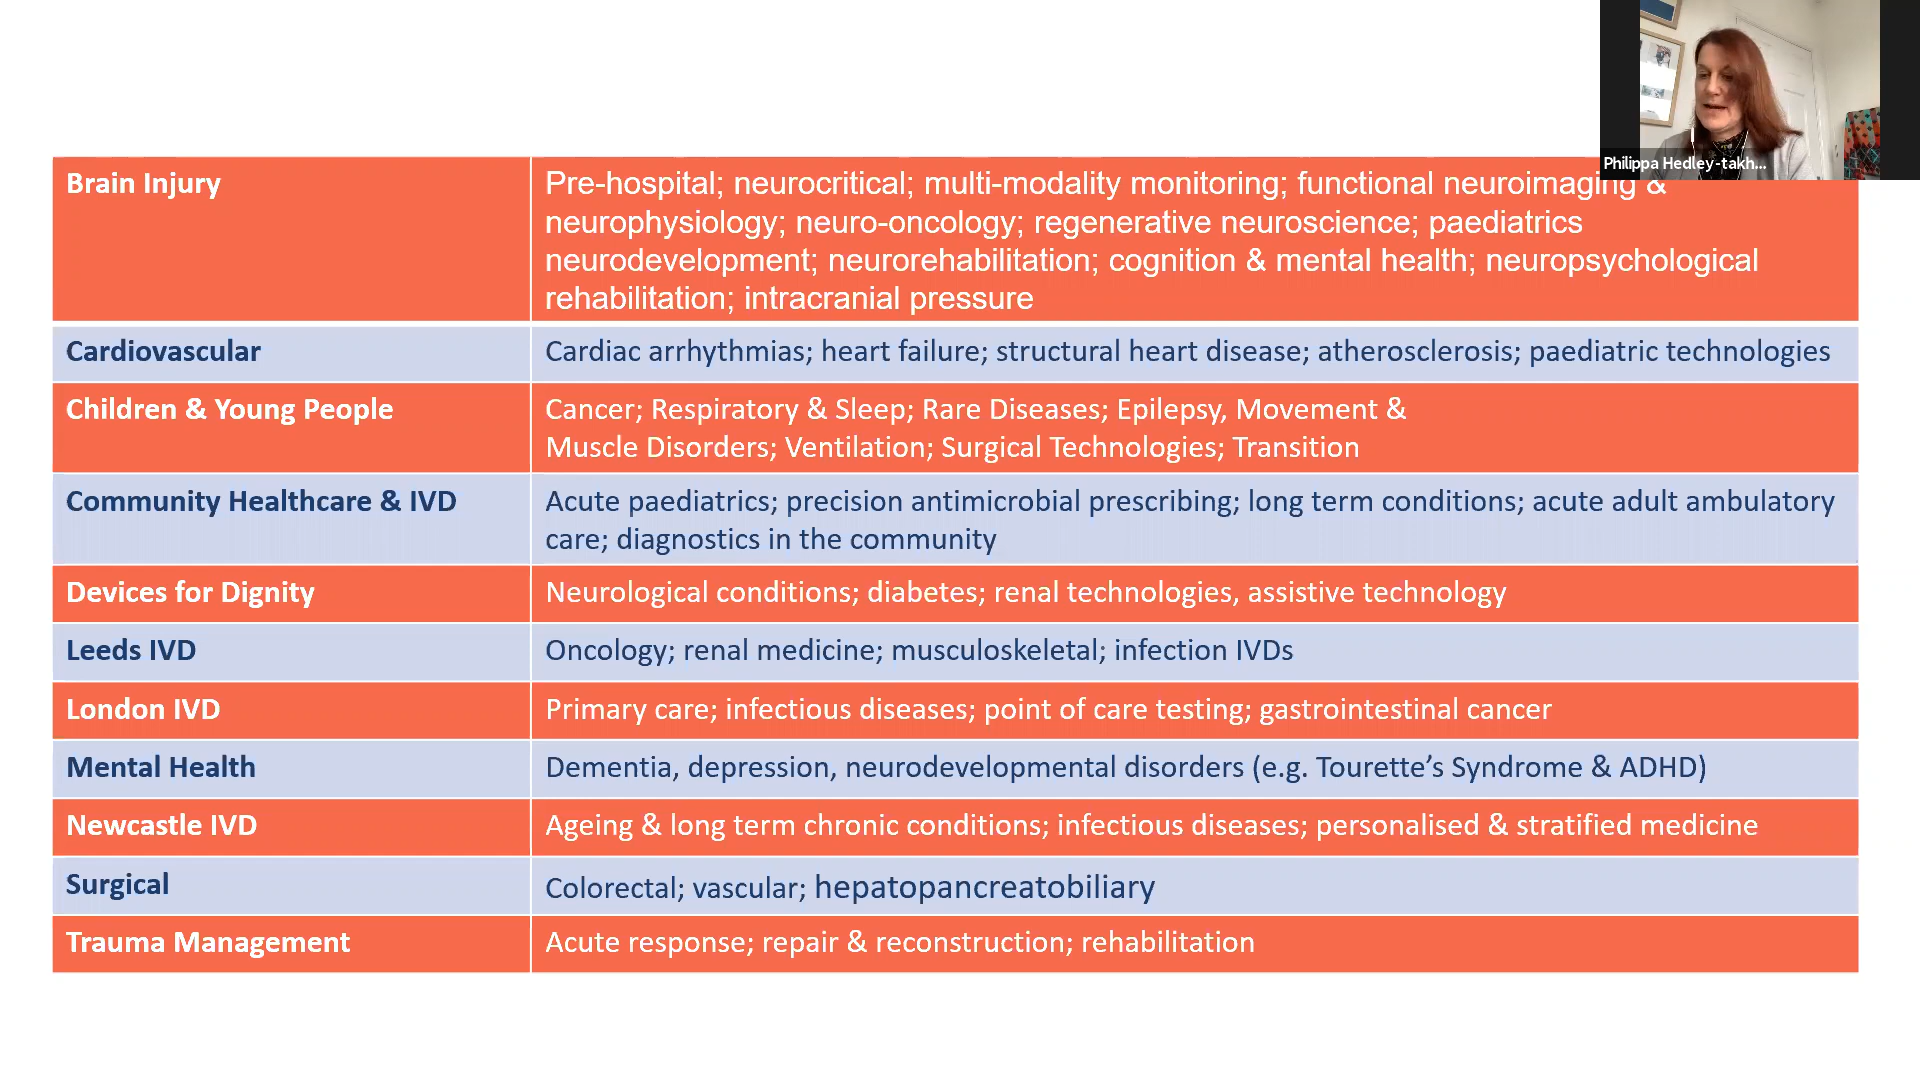 Philippa Hedley-takh...
Brain Injury
Pre-hospital; neurocritical; multi-modality monitoring; functional neuroimaging &
neurophysiology; neuro-oncology; regenerative neuroscience; paediatrics
neurodevelopment; neurorehabilitation; cognition & mental health; neuropsychological
rehabilitation; intracranial pressure
Cardiovascular
Cardiac arrhythmias; heart failure; structural heart disease; atherosclerosis; paediatric technologies
Children & Young People
Cancer; Respiratory & Sleep; Rare Diseases; Epilepsy, Movement &
Muscle Disorders; Ventilation; Surgical Technologies; Transition
Community Healthcare & IVD
Acute paediatrics; precision antimicrobial prescribing; long term conditions; acute adult ambulatory
care; diagnostics in the community
Devices for Dignity
Neurological conditions; diabetes; renal technologies, assistive technology
Leeds IVD
Oncology; renal medicine; musculoskeletal; infection IVDs
London IVD
Primary care; infectious diseases; point of care testing; gastrointestinal cancer
Mental Health
Dementia, depression, neurodevelopmental disorders (e.g. Tourette’s Syndrome & ADHD)
Newcastle IVD
Ageing & long term chronic conditions; infectious diseases; personalised & stratified medicine
Surgical
Colorectal; vascular; hepatopancreatobiliary
Trauma Management
Acute response; repair & reconstruction; rehabilitation